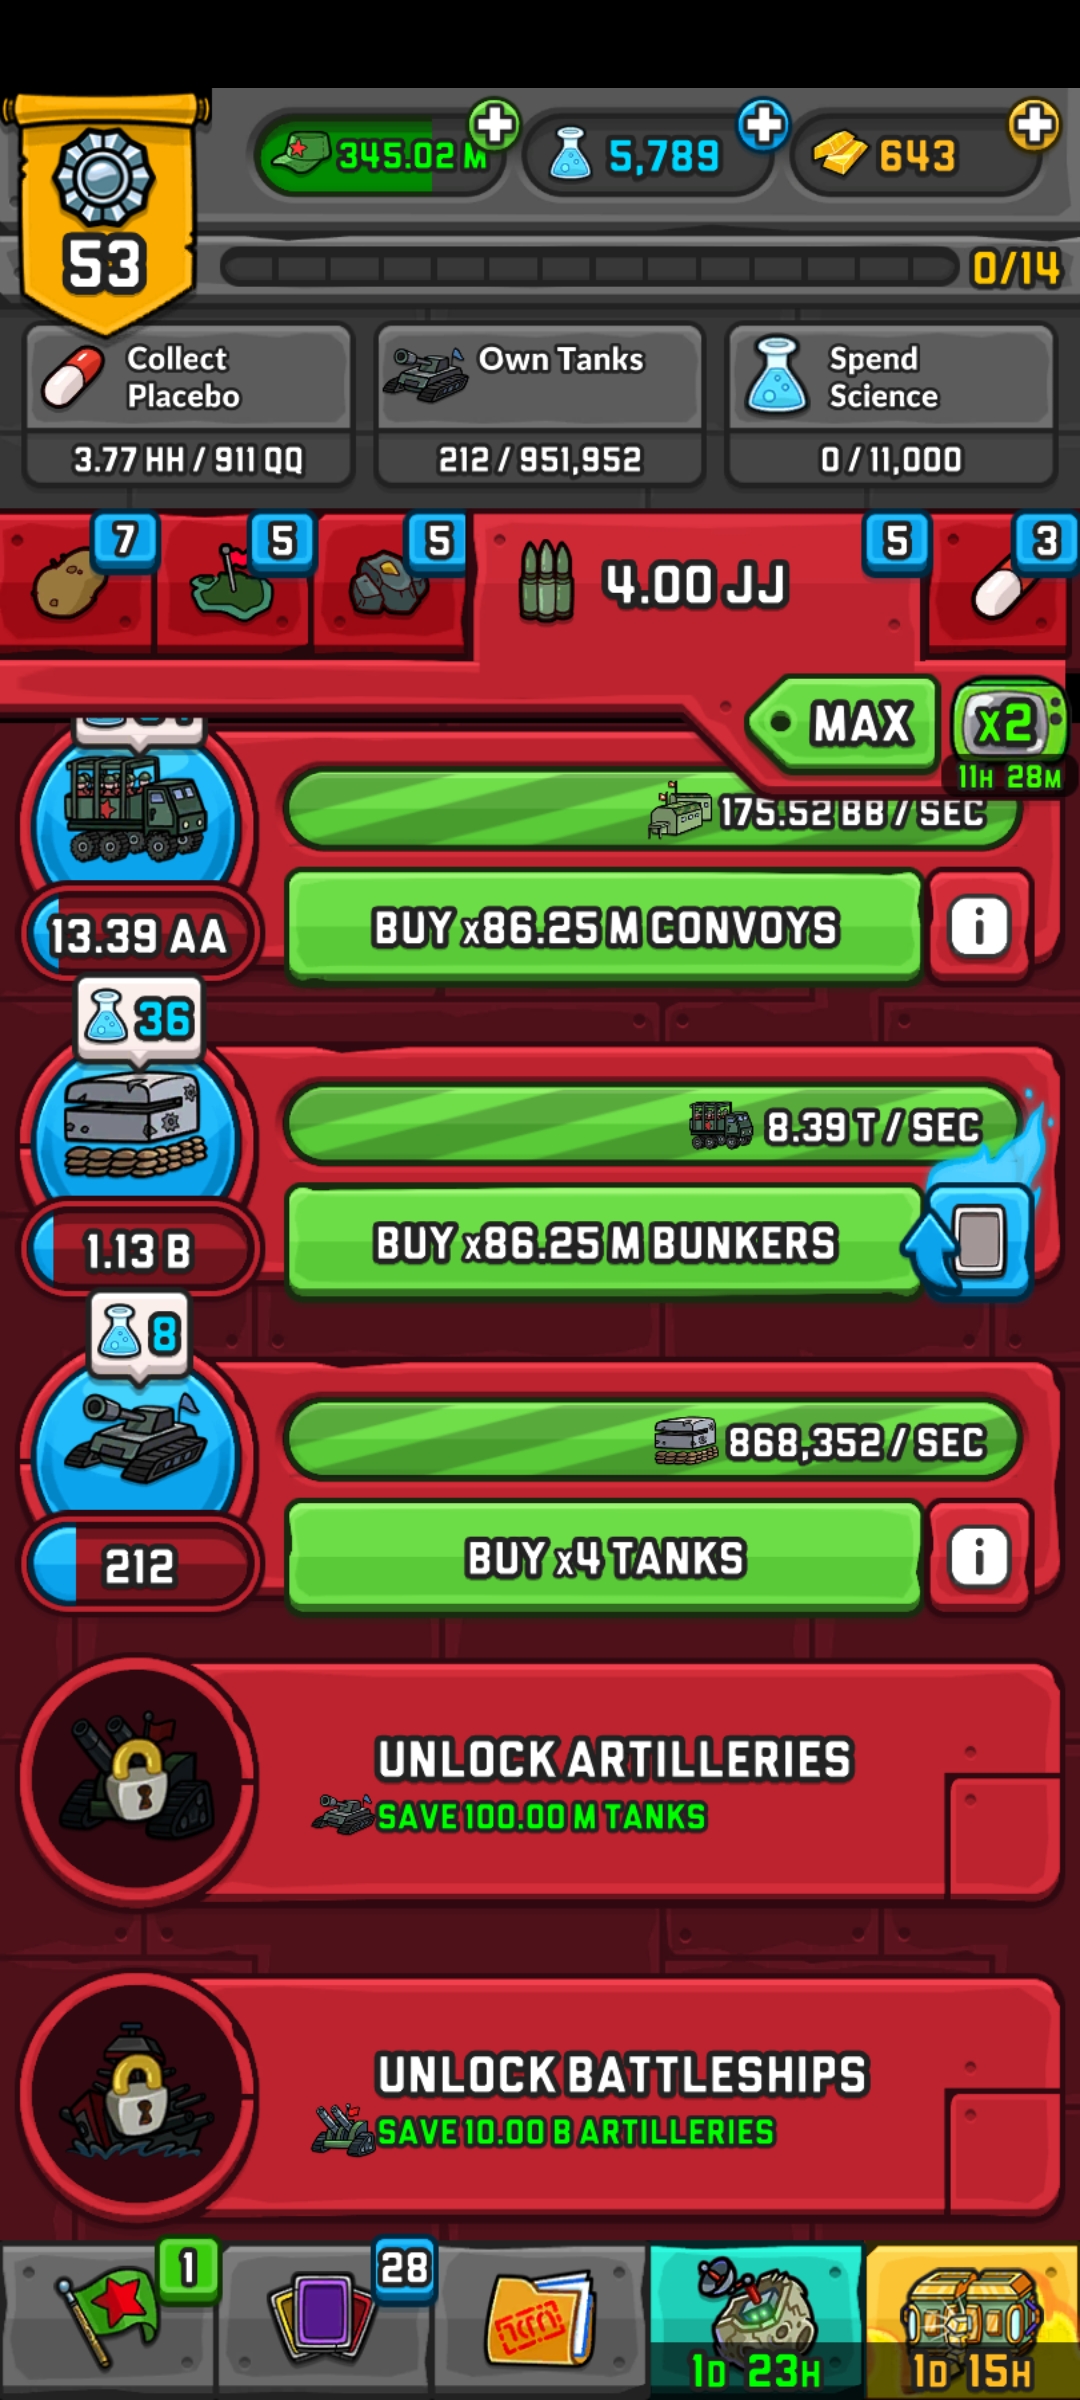 345.02 M
5,789
643
53
0/14
Collect
Placebo
3.77 HH / 911 QQ
Own Tanks
212 / 951,952
Spend
Science
0 / 11,000
7
5
5
4.00 JJ
5
3
MAX
x2
11H 28M
175.52 BB / SEC
BUY x86.25 M CONVOYS
i
13.39 AA
36
8.39 T / SEC
BUY x86.25 M BUNKERS
1.13 B
8
868,352 / SEC
BUY x4 TANKS
i
212
UNLOCK ARTILLERIES
SAVE 100.00 M TANKS
UNLOCK BATTLESHIPS
SAVE 10.00 B ARTILLERIES
1
28
1D 23H
1D 15H